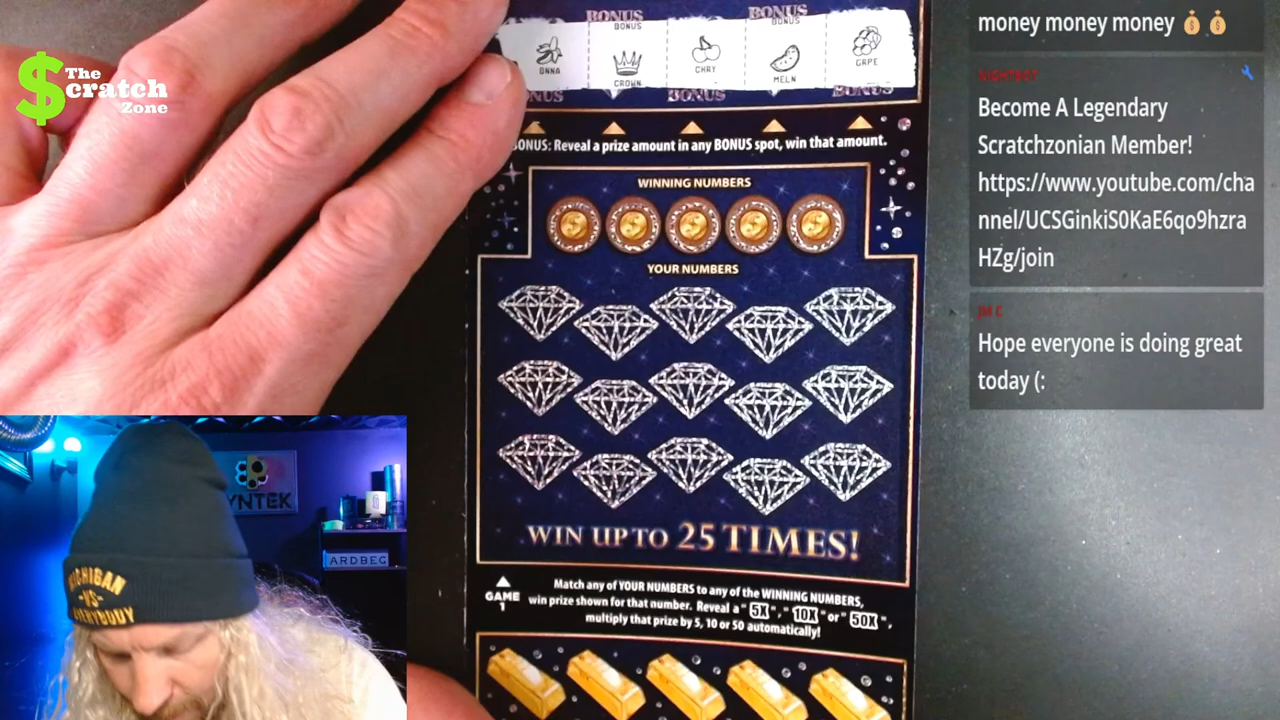 The
$cratch
Zone
BONUS BONUS
BONUS BONUS
BNNA CROWN CHRY MELN GRPE
BONUS BONUS
BONUS: Reveal a prize amount in any BONUS spot, win that amount.
WINNING NUMBERS
YOUR NUMBERS
WIN UP TO 25 TIMES!
GAME
1
Match any of YOUR NUMBERS to any of the WINNING NUMBERS,
win prize shown for that number. Reveal a "5X", "10X" or "50X",
multiply that prize by 5, 10 or 50 automatically!
money money money 💰 💰
NIGHTBOT
Become A Legendary
Scratchzonian Member!
https://www.youtube.com/cha
nnel/UCSGinkiS0KaE6qo9hzra
HZg/join
JM C
Hope everyone is doing great
today (:
YNTEK
ARDBEG
MICHIGAN
-VS-
EVERYBODY